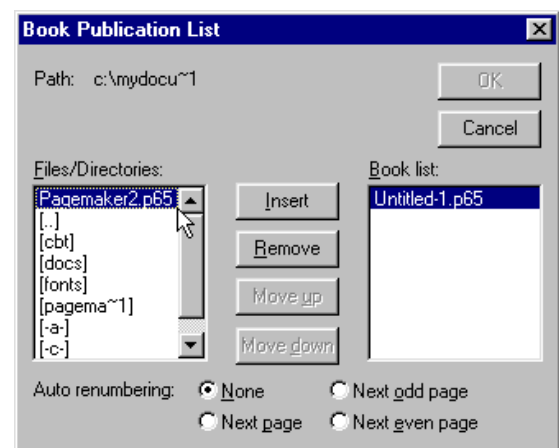 Book Publication List
Path: c:\mydocu~1
OK
Cancel
Files/Directories:
Book list:
Pagemaker2.p65
[..]
[cbt]
[docs]
[fonts]
[pagema~1]
[-a-]
[-c-]
Insert
Remove
Move up
Move down
Untitled-1.p65
Auto renumbering: None Next odd page
Next page Next even page